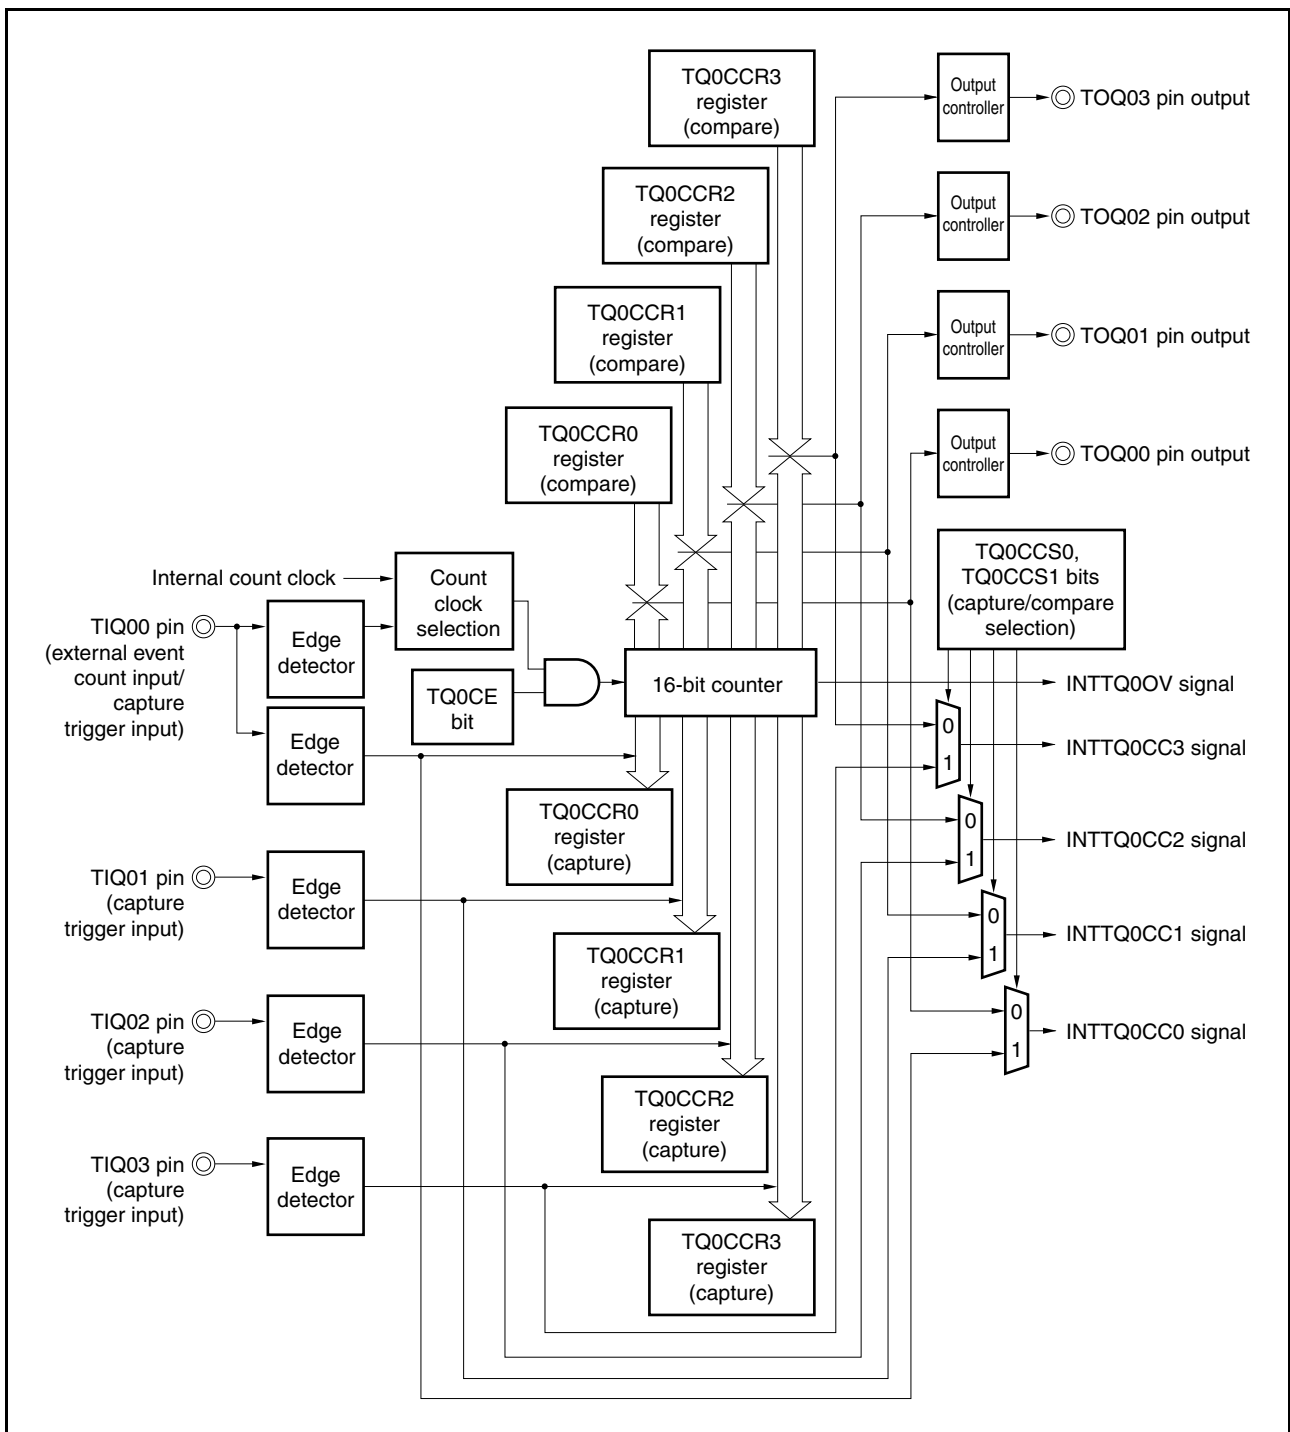 TQ0CCR3
register
(compare)
Output
controller
TOQ03 pin output
TQ0CCR2
register
(compare)
Output
controller
TOQ02 pin output
TQ0CCR1
register
(compare)
Output
controller
TOQ01 pin output
TQ0CCR0
register
(compare)
Output
controller
TOQ00 pin output
TQ0CCS0,
TQ0CCS1 bits
(capture/compare
selection)
Internal count clock
Count
clock
selection
TIQ00 pin
(external event
count input/
capture
trigger input)
Edge
detector
TQ0CE
bit
16-bit counter
INTTQ0OV signal
Edge
detector
0
1
INTTQ0CC3 signal
TQ0CCR0
register
(capture)
0
1
INTTQ0CC2 signal
TIQ01 pin
(capture
trigger input)
Edge
detector
0
1
INTTQ0CC1 signal
TQ0CCR1
register
(capture)
TIQ02 pin
(capture
trigger input)
Edge
detector
0
1
INTTQ0CC0 signal
TQ0CCR2
register
(capture)
TIQ03 pin
(capture
trigger input)
Edge
detector
TQ0CCR3
register
(capture)